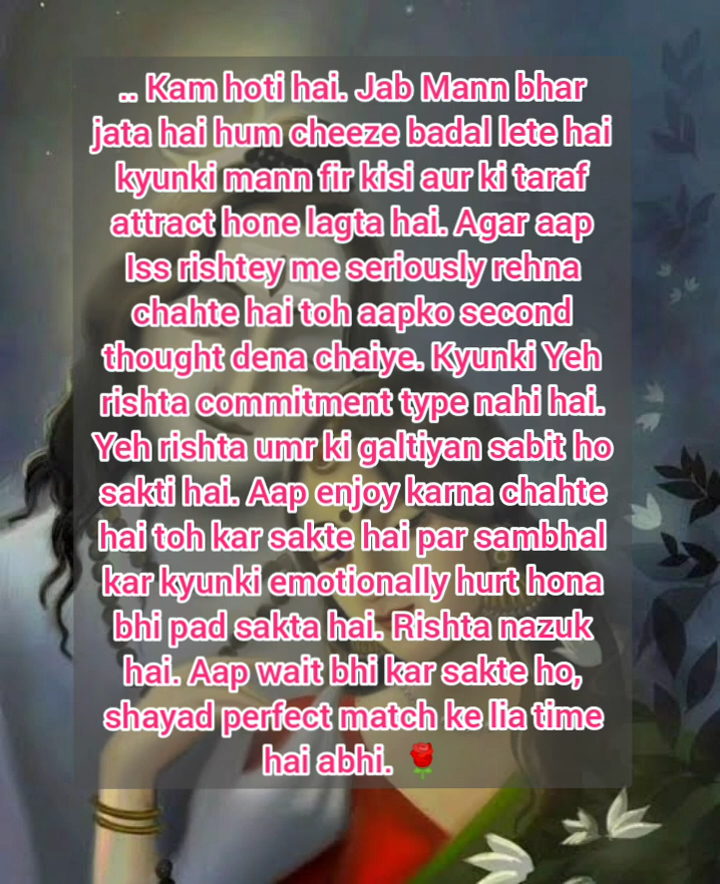 .. Kam hoti hai. Jab Mann bhar
jata hai hum cheeze badal lete hai
kyunki mann fir kisi aur ki taraf
attract hone lagta hai. Agar aap
Iss rishtey me seriously rehna
chahte hai toh aapko second
thought dena chaiye. Kyunki Yeh
rishta commitment type nahi hai.
Yeh rishta umr ki galtiyan sabit ho
sakti hai. Aap enjoy karna chahte
hai toh kar sakte hai par sambhal
kar kyunki emotionally hurt hona
bhi pad sakta hai. Rishta nazuk
hai. Aap wait bhi kar sakte ho,
shayad perfect match ke lia time
hai abhi. 🌹